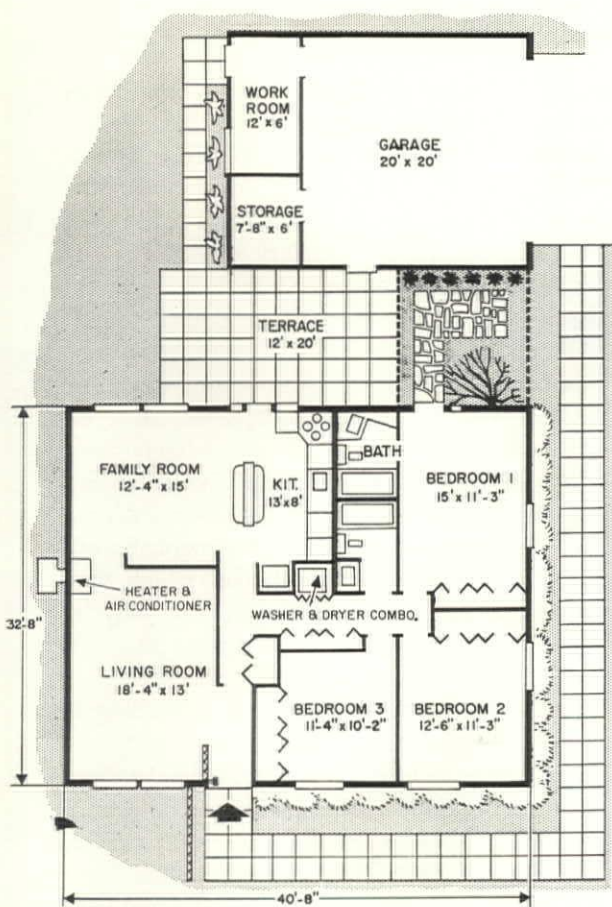 WORK
ROOM
12' x 6'
GARAGE
20' x 20'
STORAGE
7'-8" x 6'
TERRACE
12' x 20'
FAMILY ROOM
12'-4" x 15'
KIT.
13' x 8'
BATH
BEDROOM 1
15' x 11'-3"
HEATER &
AIR CONDITIONER
WASHER & DRYER COMBO.
32'-8"
LIVING ROOM
18'-4" x 13'
BEDROOM 3
11'-4" x 10'-2"
BEDROOM 2
12'-6" x 11'-3"
40'-8"